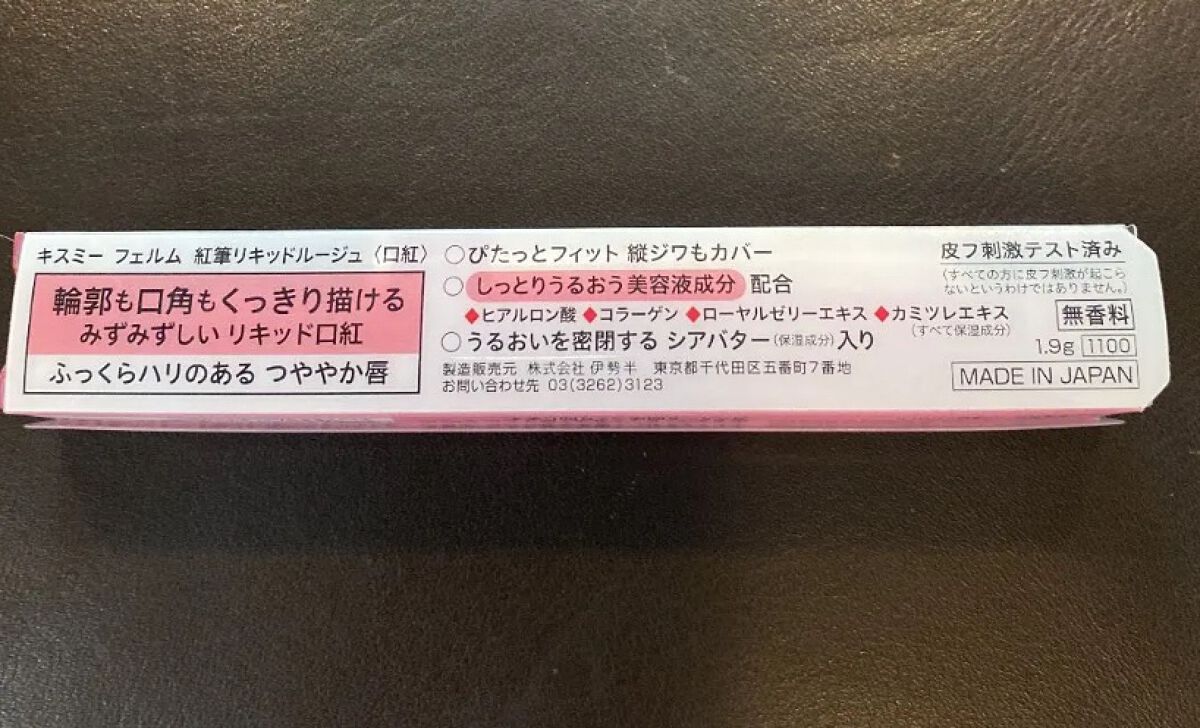 キスミー フェルム 紅筆リキッドルージュ〈口紅〉
輪郭も口角もくっきり描ける
みずみずしい リキッド口紅
ふっくらハリのある つややか唇
○ぴたっとフィット 縦ジワもカバー
○しっとりうるおう美容液成分 配合
◆ヒアルロン酸 ◆コラーゲン ◆ローヤルゼリーエキス ◆カミツレエキス
(すべて保湿成分)
○うるおいを密閉する シアバター(保湿成分)入り
製造販売元 株式会社 伊勢半 東京都千代田区五番町7番地
お問い合わせ先 03(3262)3123
皮フ刺激テスト済み
(すべての方に皮フ刺激が起こら
ないというわけではありません。)
無香料
1.9g 1100
MADE IN JAPAN